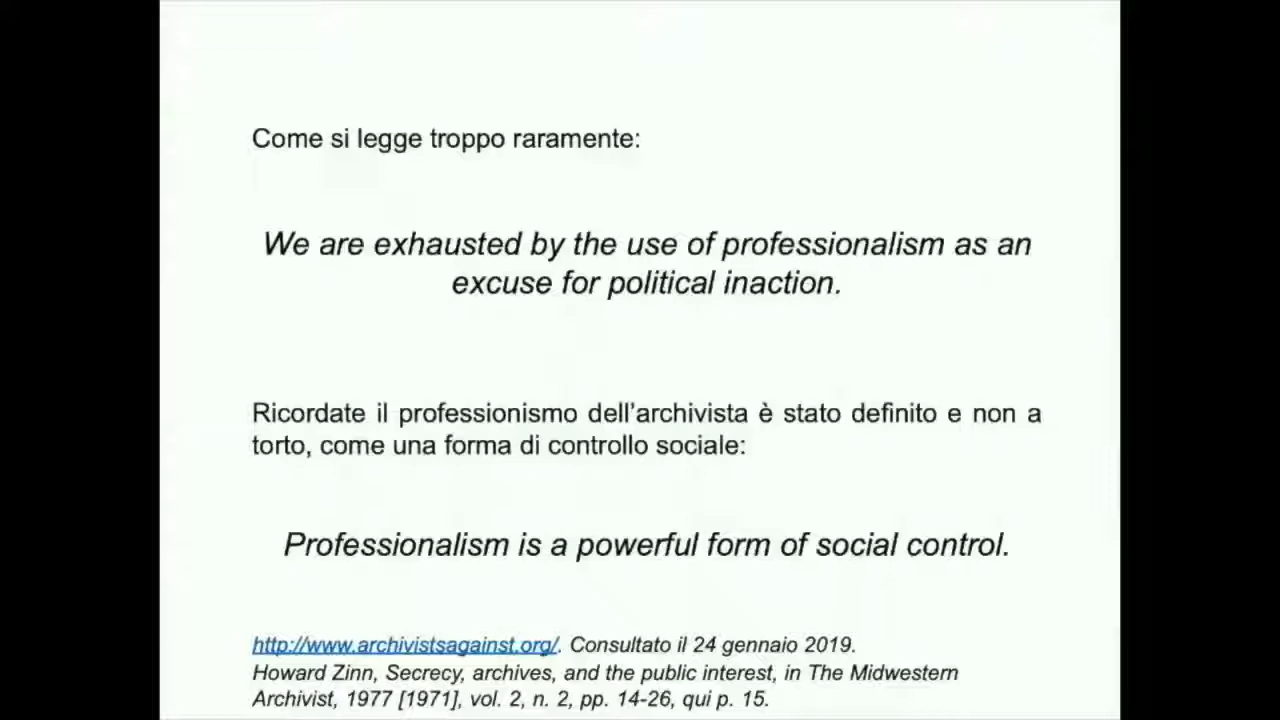 Come si legge troppo raramente:
We are exhausted by the use of professionalism as an
excuse for political inaction.
Ricordate il professionismo dell'archivista è stato definito e non a
torto, come una forma di controllo sociale:
Professionalism is a powerful form of social control.
http://www.archivistsagainst.org/. Consultato il 24 gennaio 2019.
Howard Zinn, Secrecy, archives, and the public interest, in The Midwestern
Archivist, 1977 [1971], vol. 2, n. 2, pp. 14-26, qui p. 15.